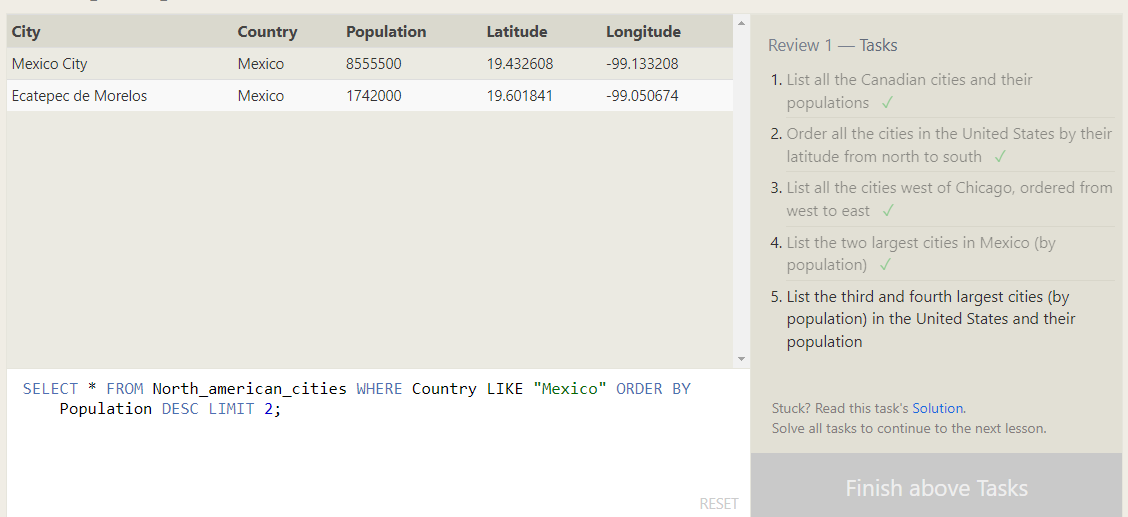 City Country Population Latitude Longitude
Mexico City Mexico 8555500 19.432608 -99.133208
Ecatepec de Morelos Mexico 1742000 19.601841 -99.050674
SELECT * FROM North_american_cities WHERE Country LIKE "Mexico" ORDER BY
Population DESC LIMIT 2;
RESET
Review 1 — Tasks
1. List all the Canadian cities and their
populations ✓
2. Order all the cities in the United States by their
latitude from north to south ✓
3. List all the cities west of Chicago, ordered from
west to east ✓
4. List the two largest cities in Mexico (by
population) ✓
5. List the third and fourth largest cities (by
population) in the United States and their
population
Stuck? Read this task's Solution.
Solve all tasks to continue to the next lesson.
Finish above Tasks